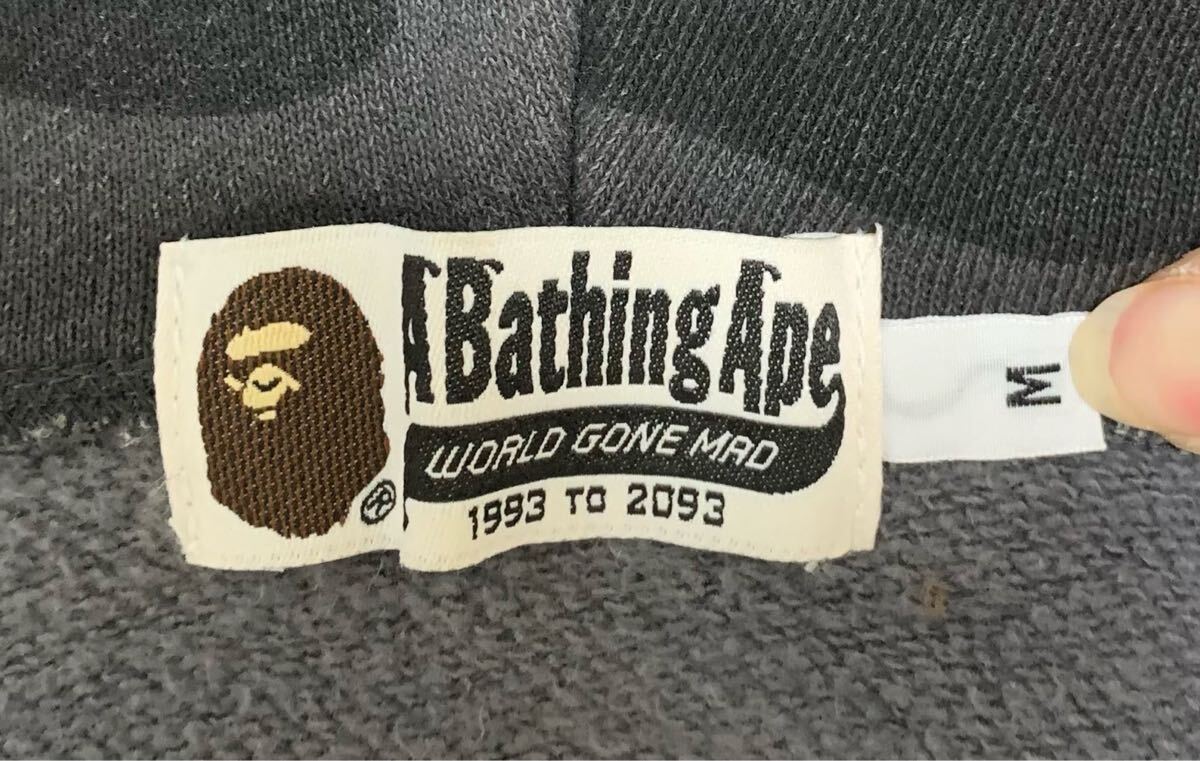 A Bathing Ape
WORLD GONE MAD
1993 TO 2093
®
M